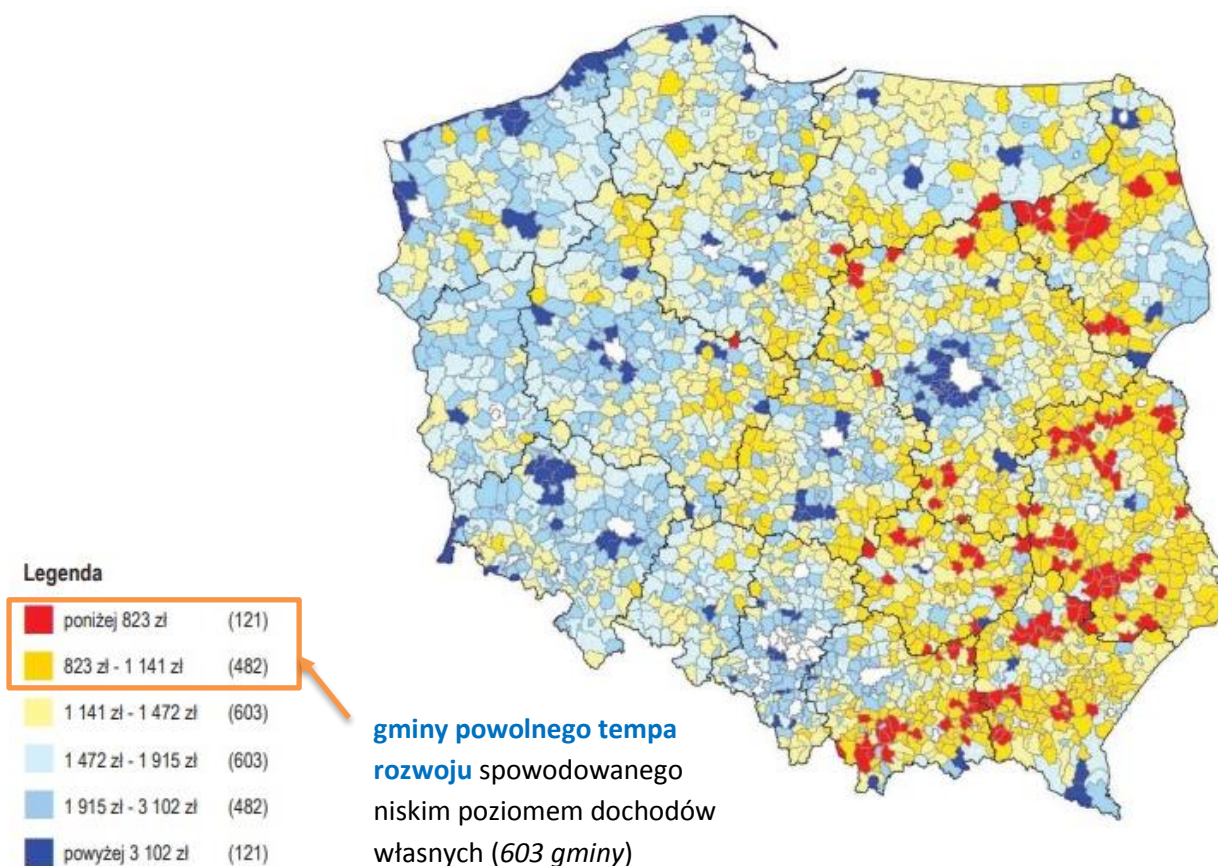 Legenda
poniżej 823 zł (121)
823 zł - 1 141 zł (482)
1 141 zł - 1 472 zł (603)
1 472 zł - 1 915 zł (603)
1 915 zł - 3 102 zł (482)
powyżej 3 102 zł (121)
gminy powolnego tempa
rozwoju spowodowanego
niskim poziomem dochodów
własnych (603 gminy)